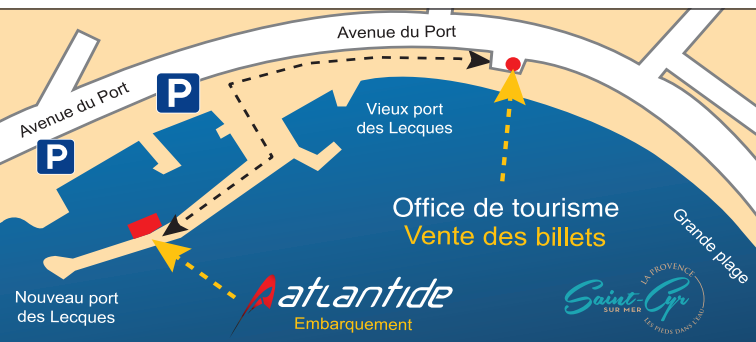 Avenue du Port
Avenue du Port
P
P
Vieux port
des Lecques
Office de tourisme
Vente des billets
Grande plage
Nouveau port
des Lecques
atlantide
Embarquement
LA PROVENCE
Saint-Cyr
SUR MER
LES PIEDS DANS L'EAU